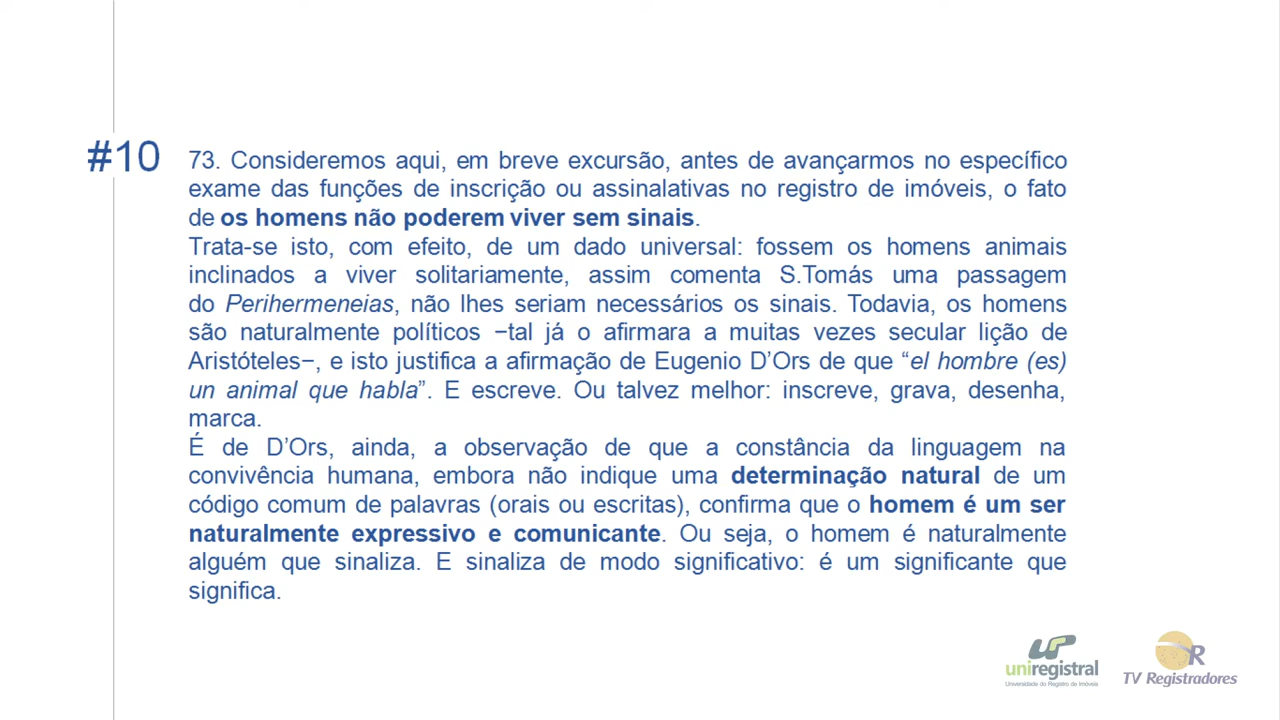 #10
73. Consideremos aqui, em breve excursão, antes de avançarmos no específico
exame das funções de inscrição ou assinalativas no registro de imóveis, o fato
de os homens não poderem viver sem sinais.
Trata-se isto, com efeito, de um dado universal: fossem os homens animais
inclinados a viver solitariamente, assim comenta S.Tomás uma passagem
do Perihermeneias, não lhes seriam necessários os sinais. Todavia, os homens
são naturalmente políticos −tal já o afirmara a muitas vezes secular lição de
Aristóteles−, e isto justifica a afirmação de Eugenio D’Ors de que “el hombre (es)
un animal que habla”. E escreve. Ou talvez melhor: inscreve, grava, desenha,
marca.
É de D’Ors, ainda, a observação de que a constância da linguagem na
convivência humana, embora não indique uma determinação natural de um
código comum de palavras (orais ou escritas), confirma que o homem é um ser
naturalmente expressivo e comunicante. Ou seja, o homem é naturalmente
alguém que sinaliza. E sinaliza de modo significativo: é um significante que
significa.
uniregistral
Universidade do Registro de Imóveis
R
TV Registradores